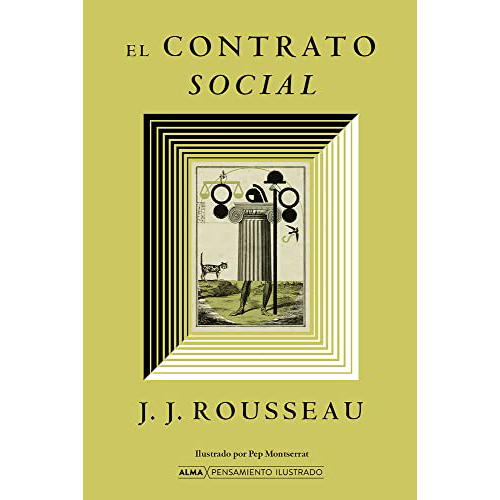 EL CONTRATO
SOCIAL
J. J. ROUSSEAU
Ilustrado por Pep Montserrat
ALMA PENSAMIENTO ILUSTRADO